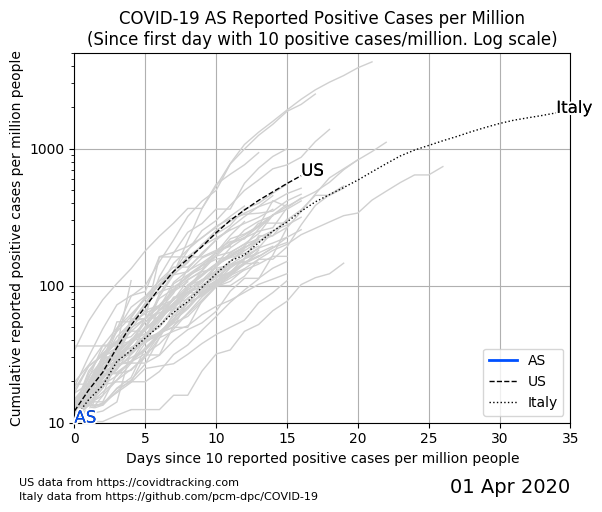 COVID-19 AS Reported Positive Cases per Million
(Since first day with 10 positive cases/million. Log scale)
Cumulative reported positive cases per million people
1000
100
10
Italy
US
AS
AS
US
Italy
0 5 10 15 20 25 30 35
Days since 10 reported positive cases per million people
US data from https://covidtracking.com
Italy data from https://github.com/pcm-dpc/COVID-19
01 Apr 2020